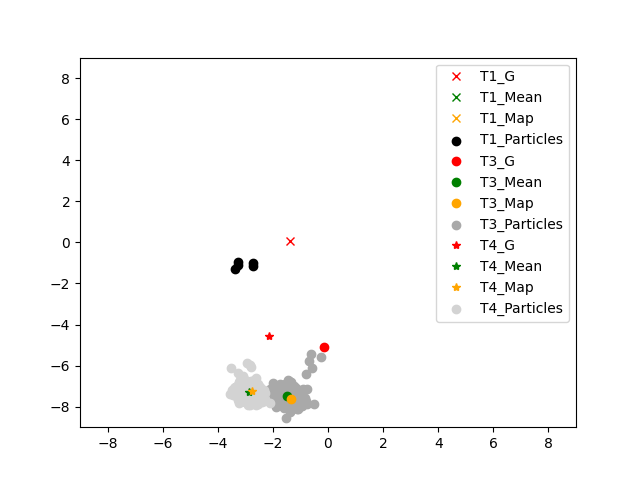 8
6
4
2
0
−2
−4
−6
−8
−8 −6 −4 −2 0 2 4 6 8
T1_G
T1_Mean
T1_Map
T1_Particles
T3_G
T3_Mean
T3_Map
T3_Particles
T4_G
T4_Mean
T4_Map
T4_Particles